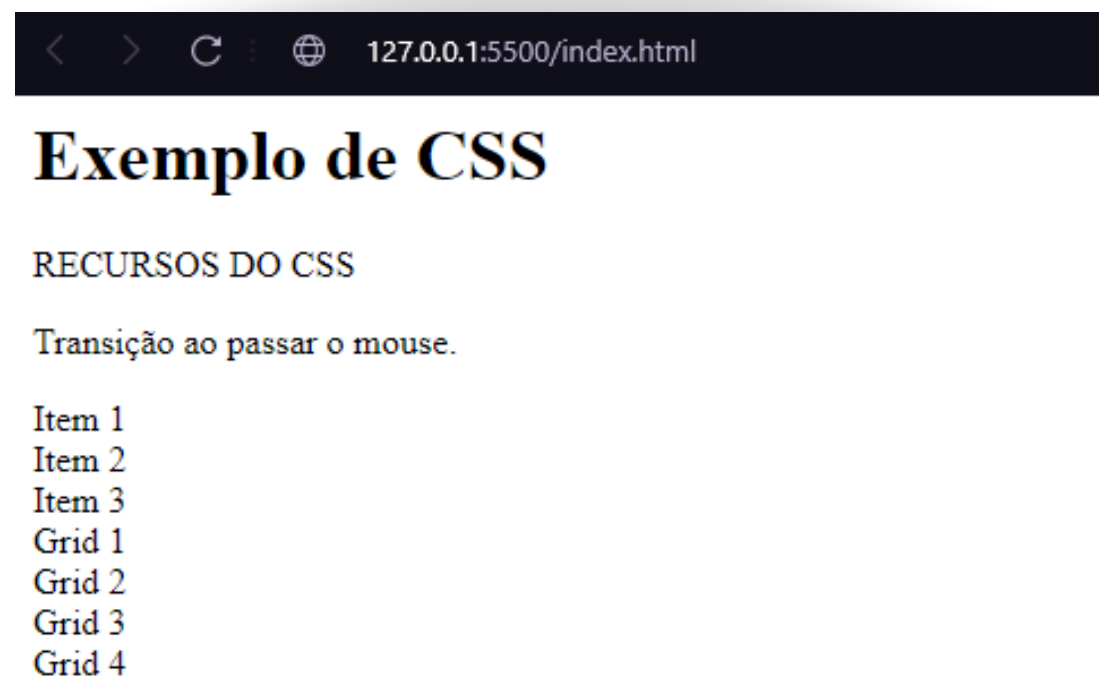 127.0.0.1:5500/index.html
Exemplo de CSS
RECURSOS DO CSS
Transição ao passar o mouse.
Item 1
Item 2
Item 3
Grid 1
Grid 2
Grid 3
Grid 4